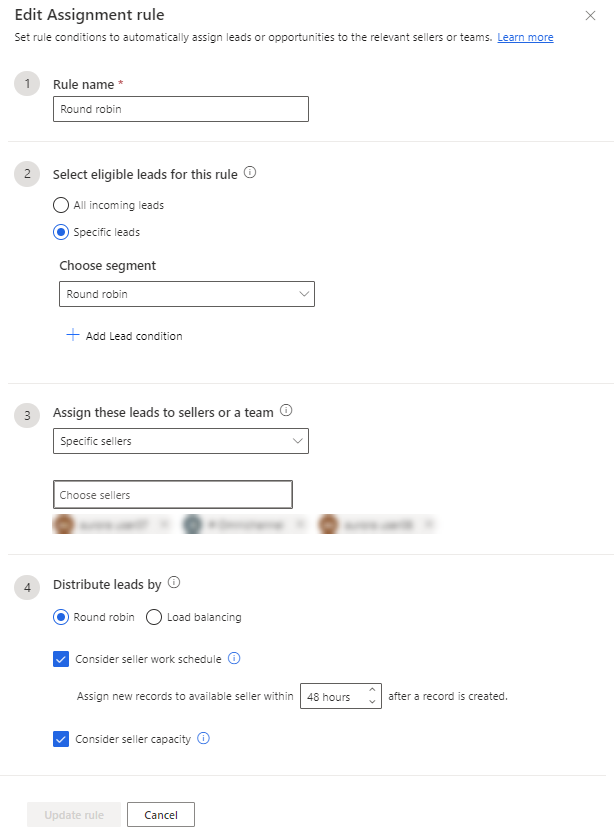 Edit Assignment rule
Set rule conditions to automatically assign leads or opportunities to the relevant sellers or teams. Learn more
1 Rule name *
Round robin
2 Select eligible leads for this rule
All incoming leads
Specific leads
Choose segment
Round robin
Add Lead condition
3 Assign these leads to sellers or a team
Specific sellers
Choose sellers
4 Distribute leads by
Round robin Load balancing
Consider seller work schedule
Assign new records to available seller within 48 hours after a record is created.
Consider seller capacity
Update rule Cancel